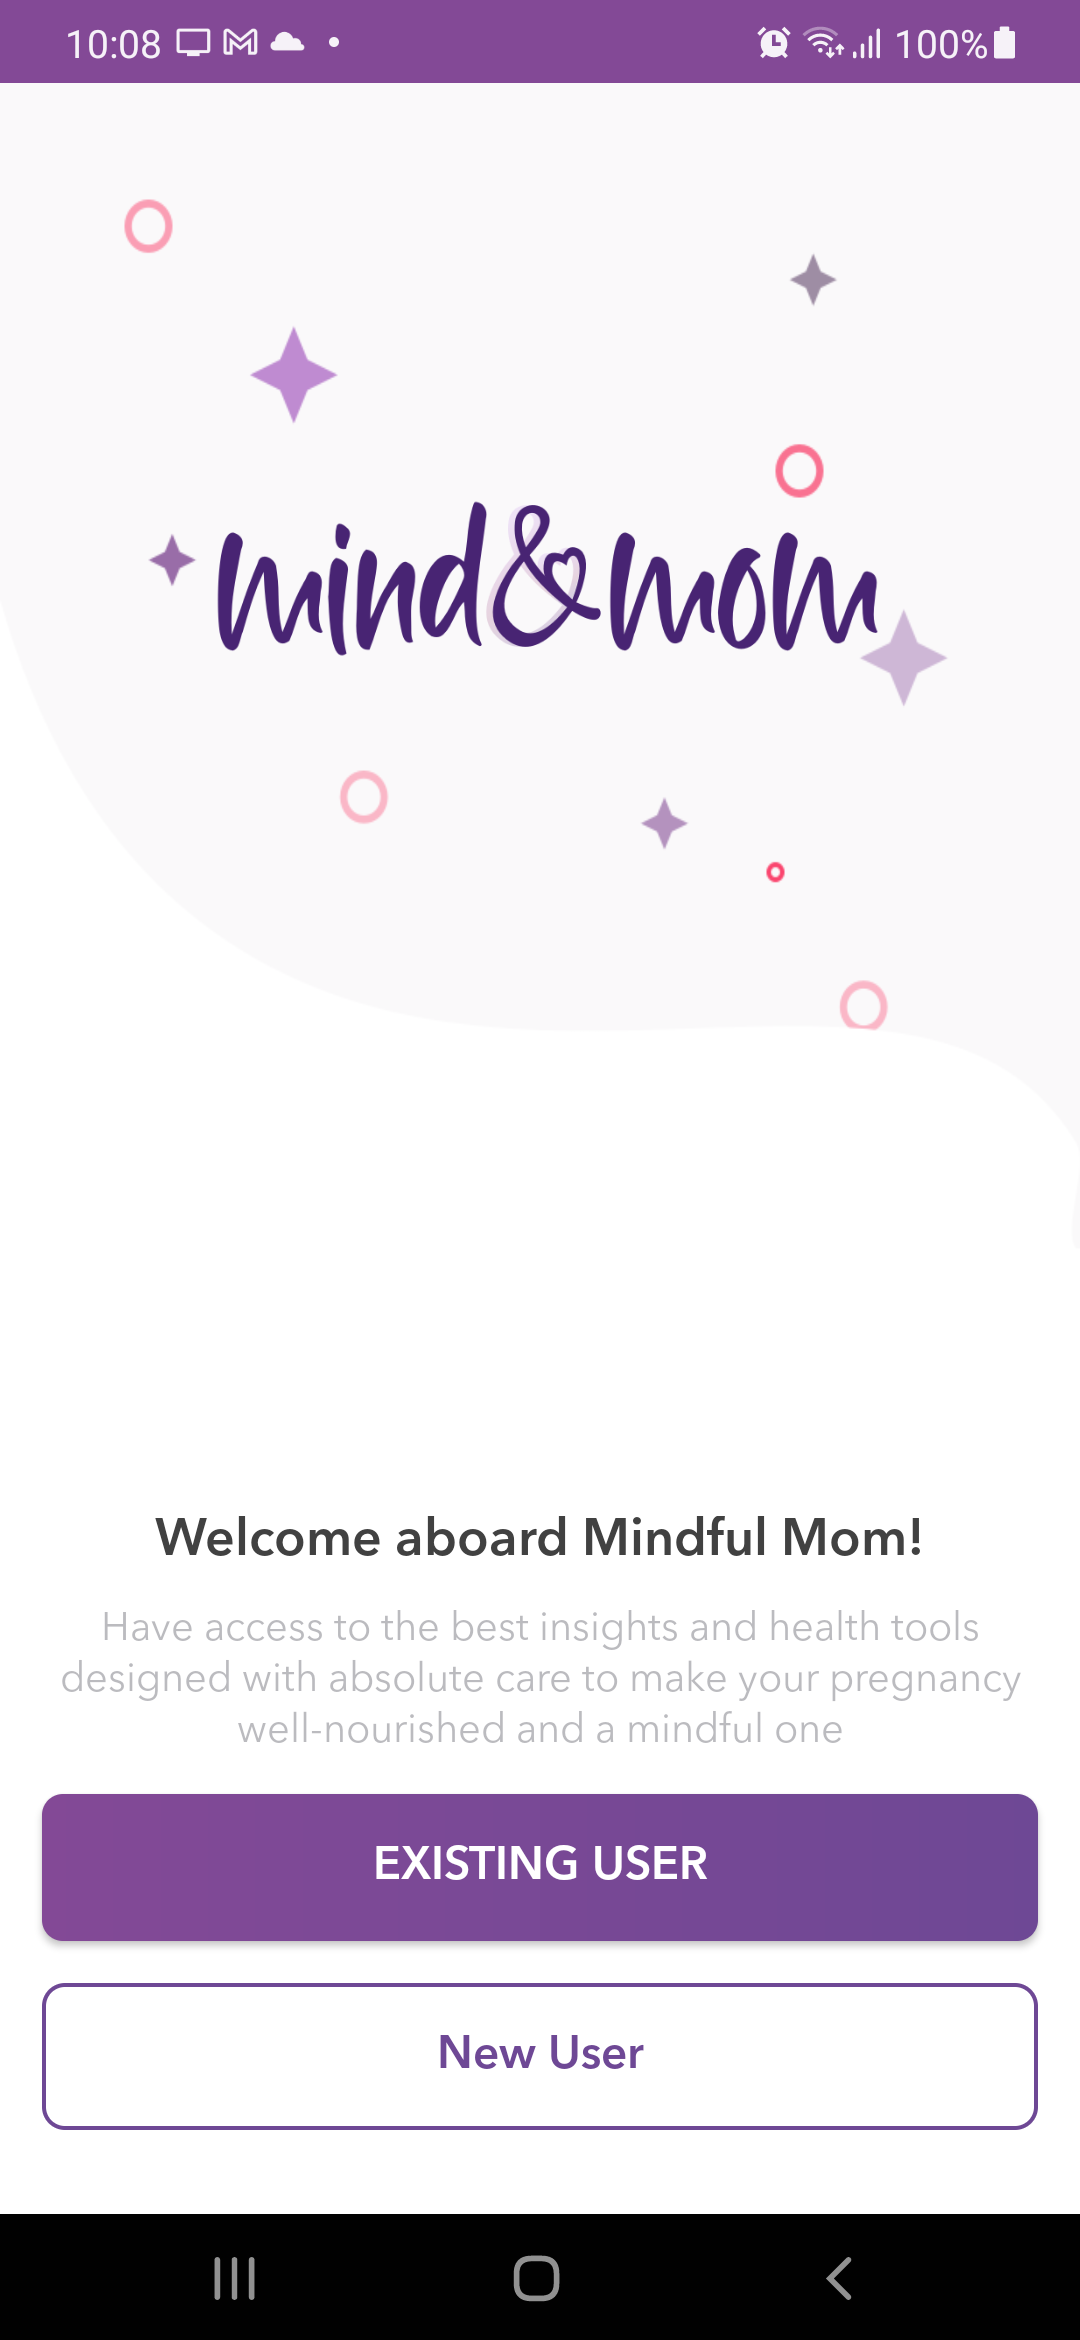 10:08
100%
mind&mom
Welcome aboard Mindful Mom!
Have access to the best insights and health tools
designed with absolute care to make your pregnancy
well-nourished and a mindful one
EXISTING USER
New User